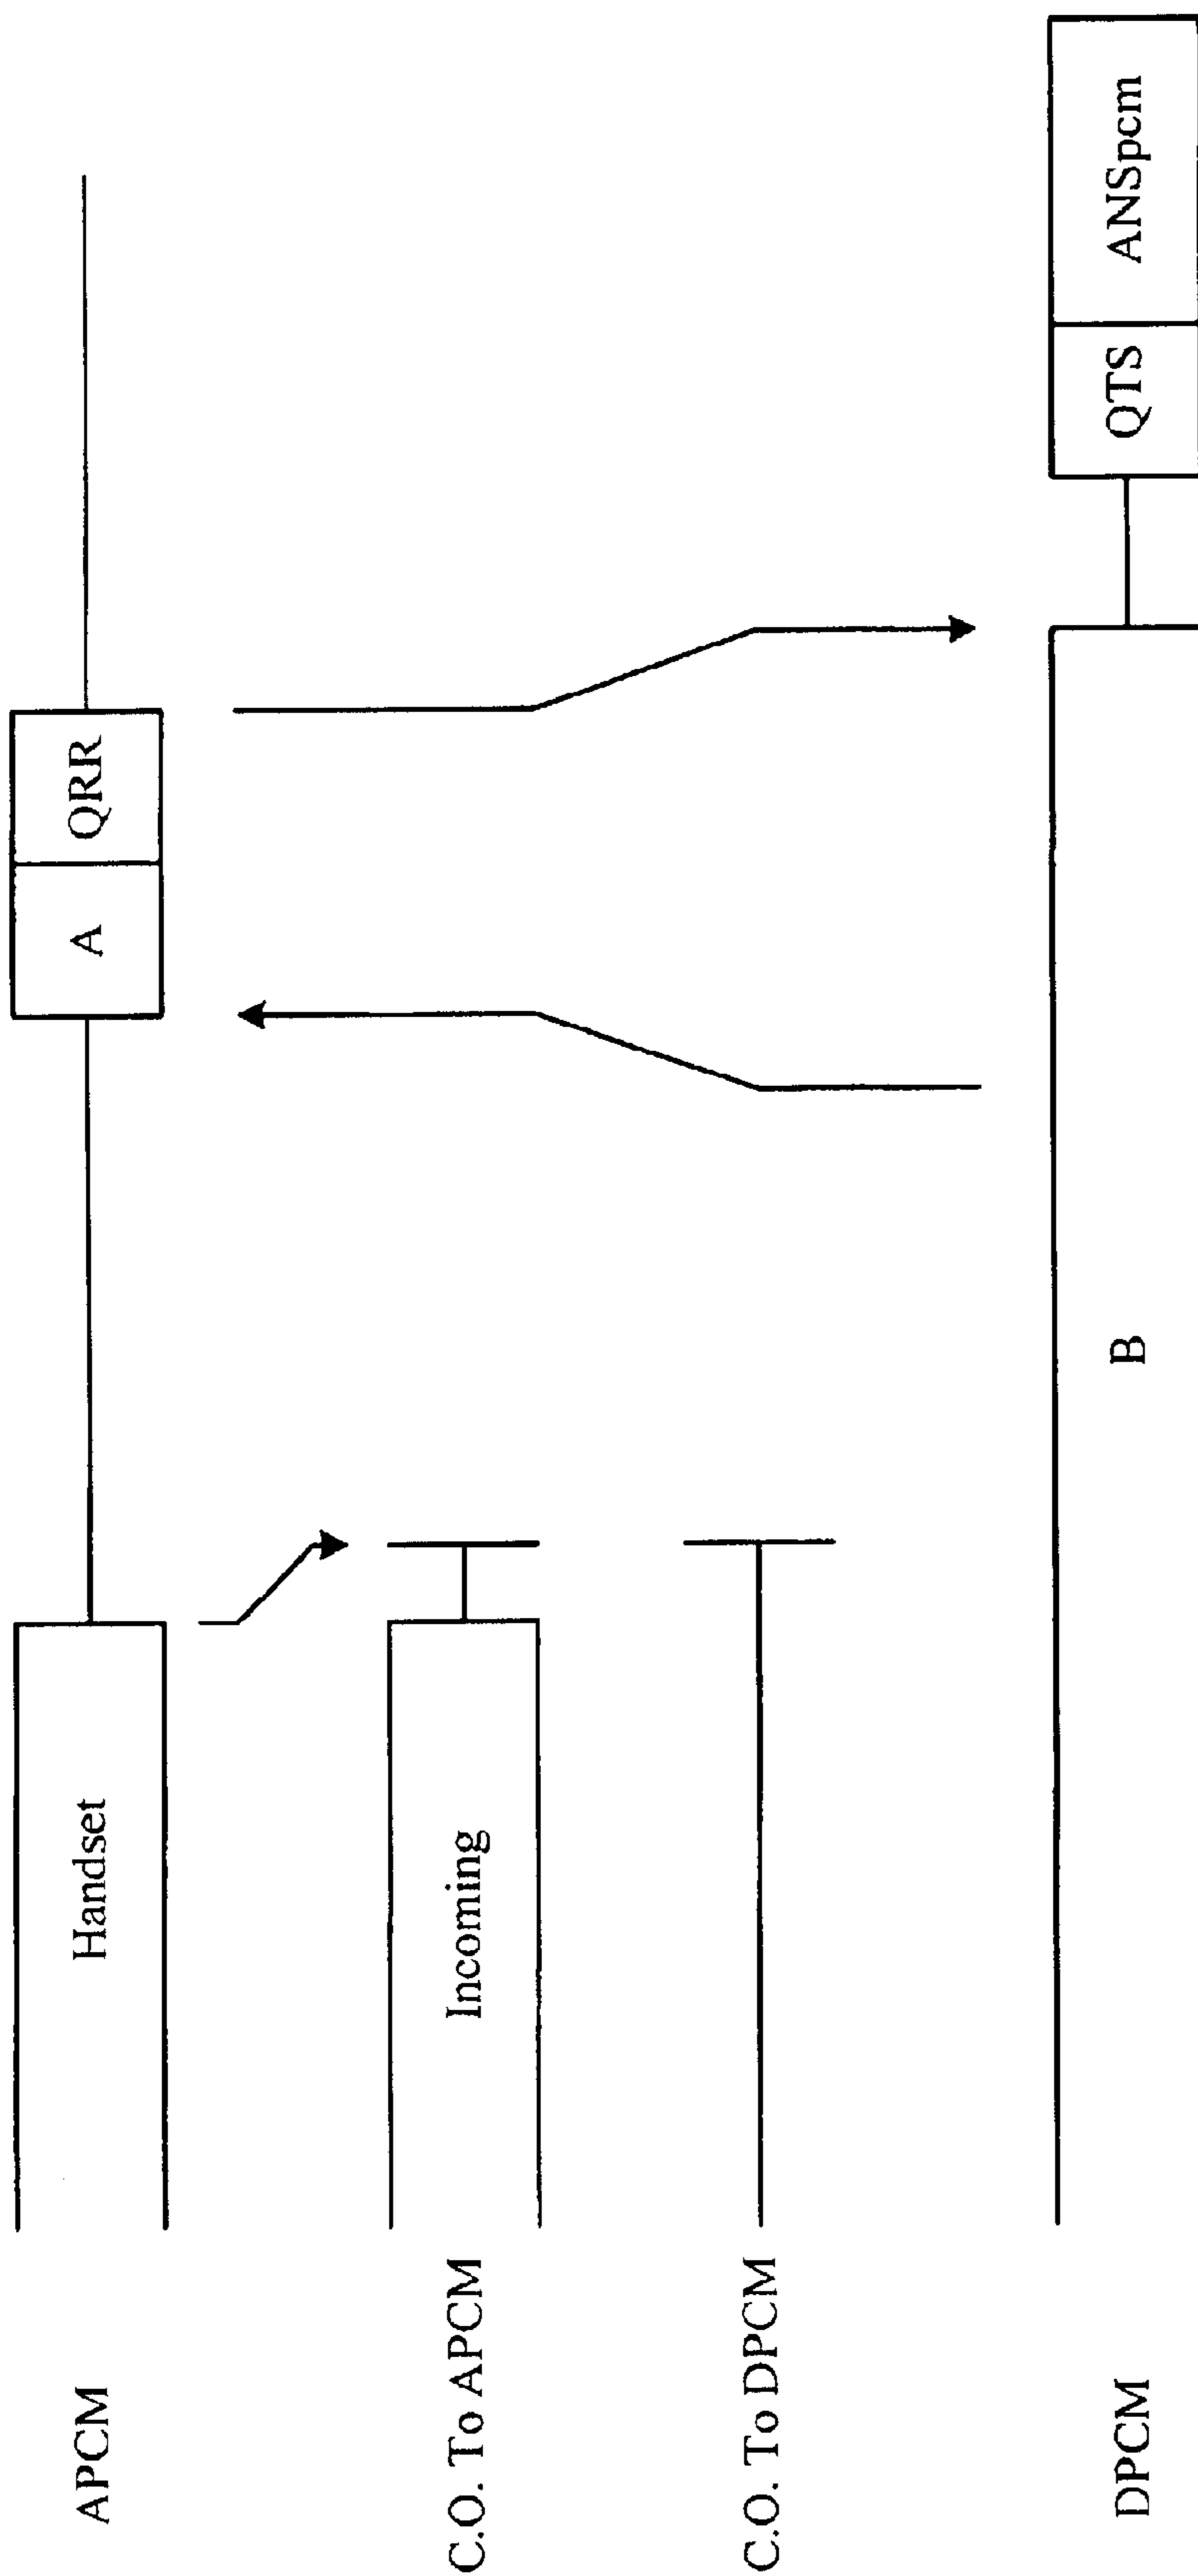 APCM
Handset
A
QRR
C.O. To APCM
Incoming
C.O. To DPCM
DPCM
B
QTS
ANSpcm